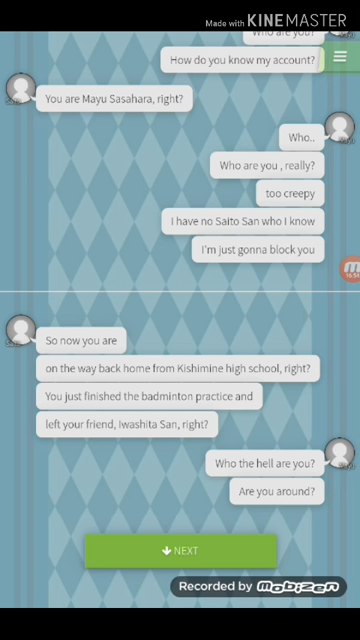 Made with KINEMASTER
Who are you?
How do you know my account?
You are Mayu Sasahara, right?
Who..
Who are you , really?
too creepy
I have no Saito San who I know
I'm just gonna block you
So now you are
on the way back home from Kishimine high school, right?
You just finished the badminton practice and
left your friend, Iwashita San, right?
Who the hell are you?
Are you around?
NEXT
Recorded by mobizen